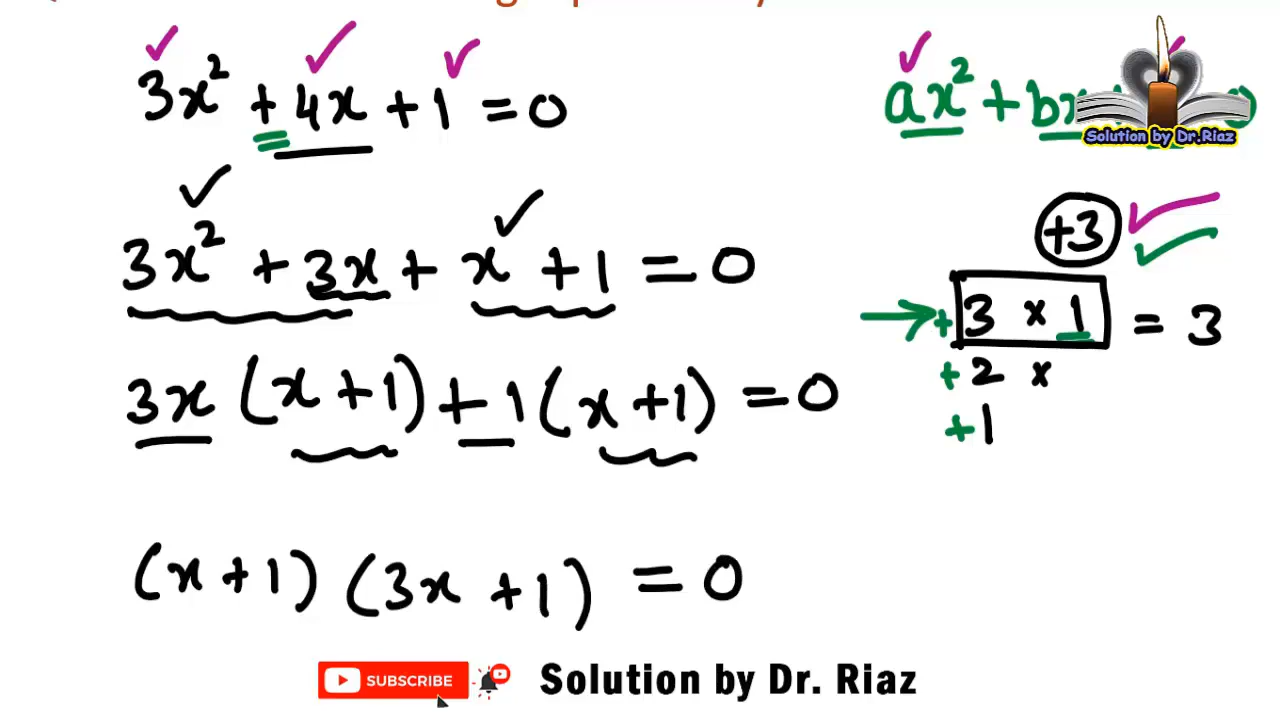 3x² + 4x + 1 = 0
3x² + 3x + x + 1 = 0
3x (x + 1) + 1 (x + 1) = 0
(x + 1) (3x + 1) = 0
ax² + bx
Solution by Dr.Riaz
+3
+ 3 × 1 = 3
+ 2 ×
+ 1
SUBSCRIBE
Solution by Dr. Riaz